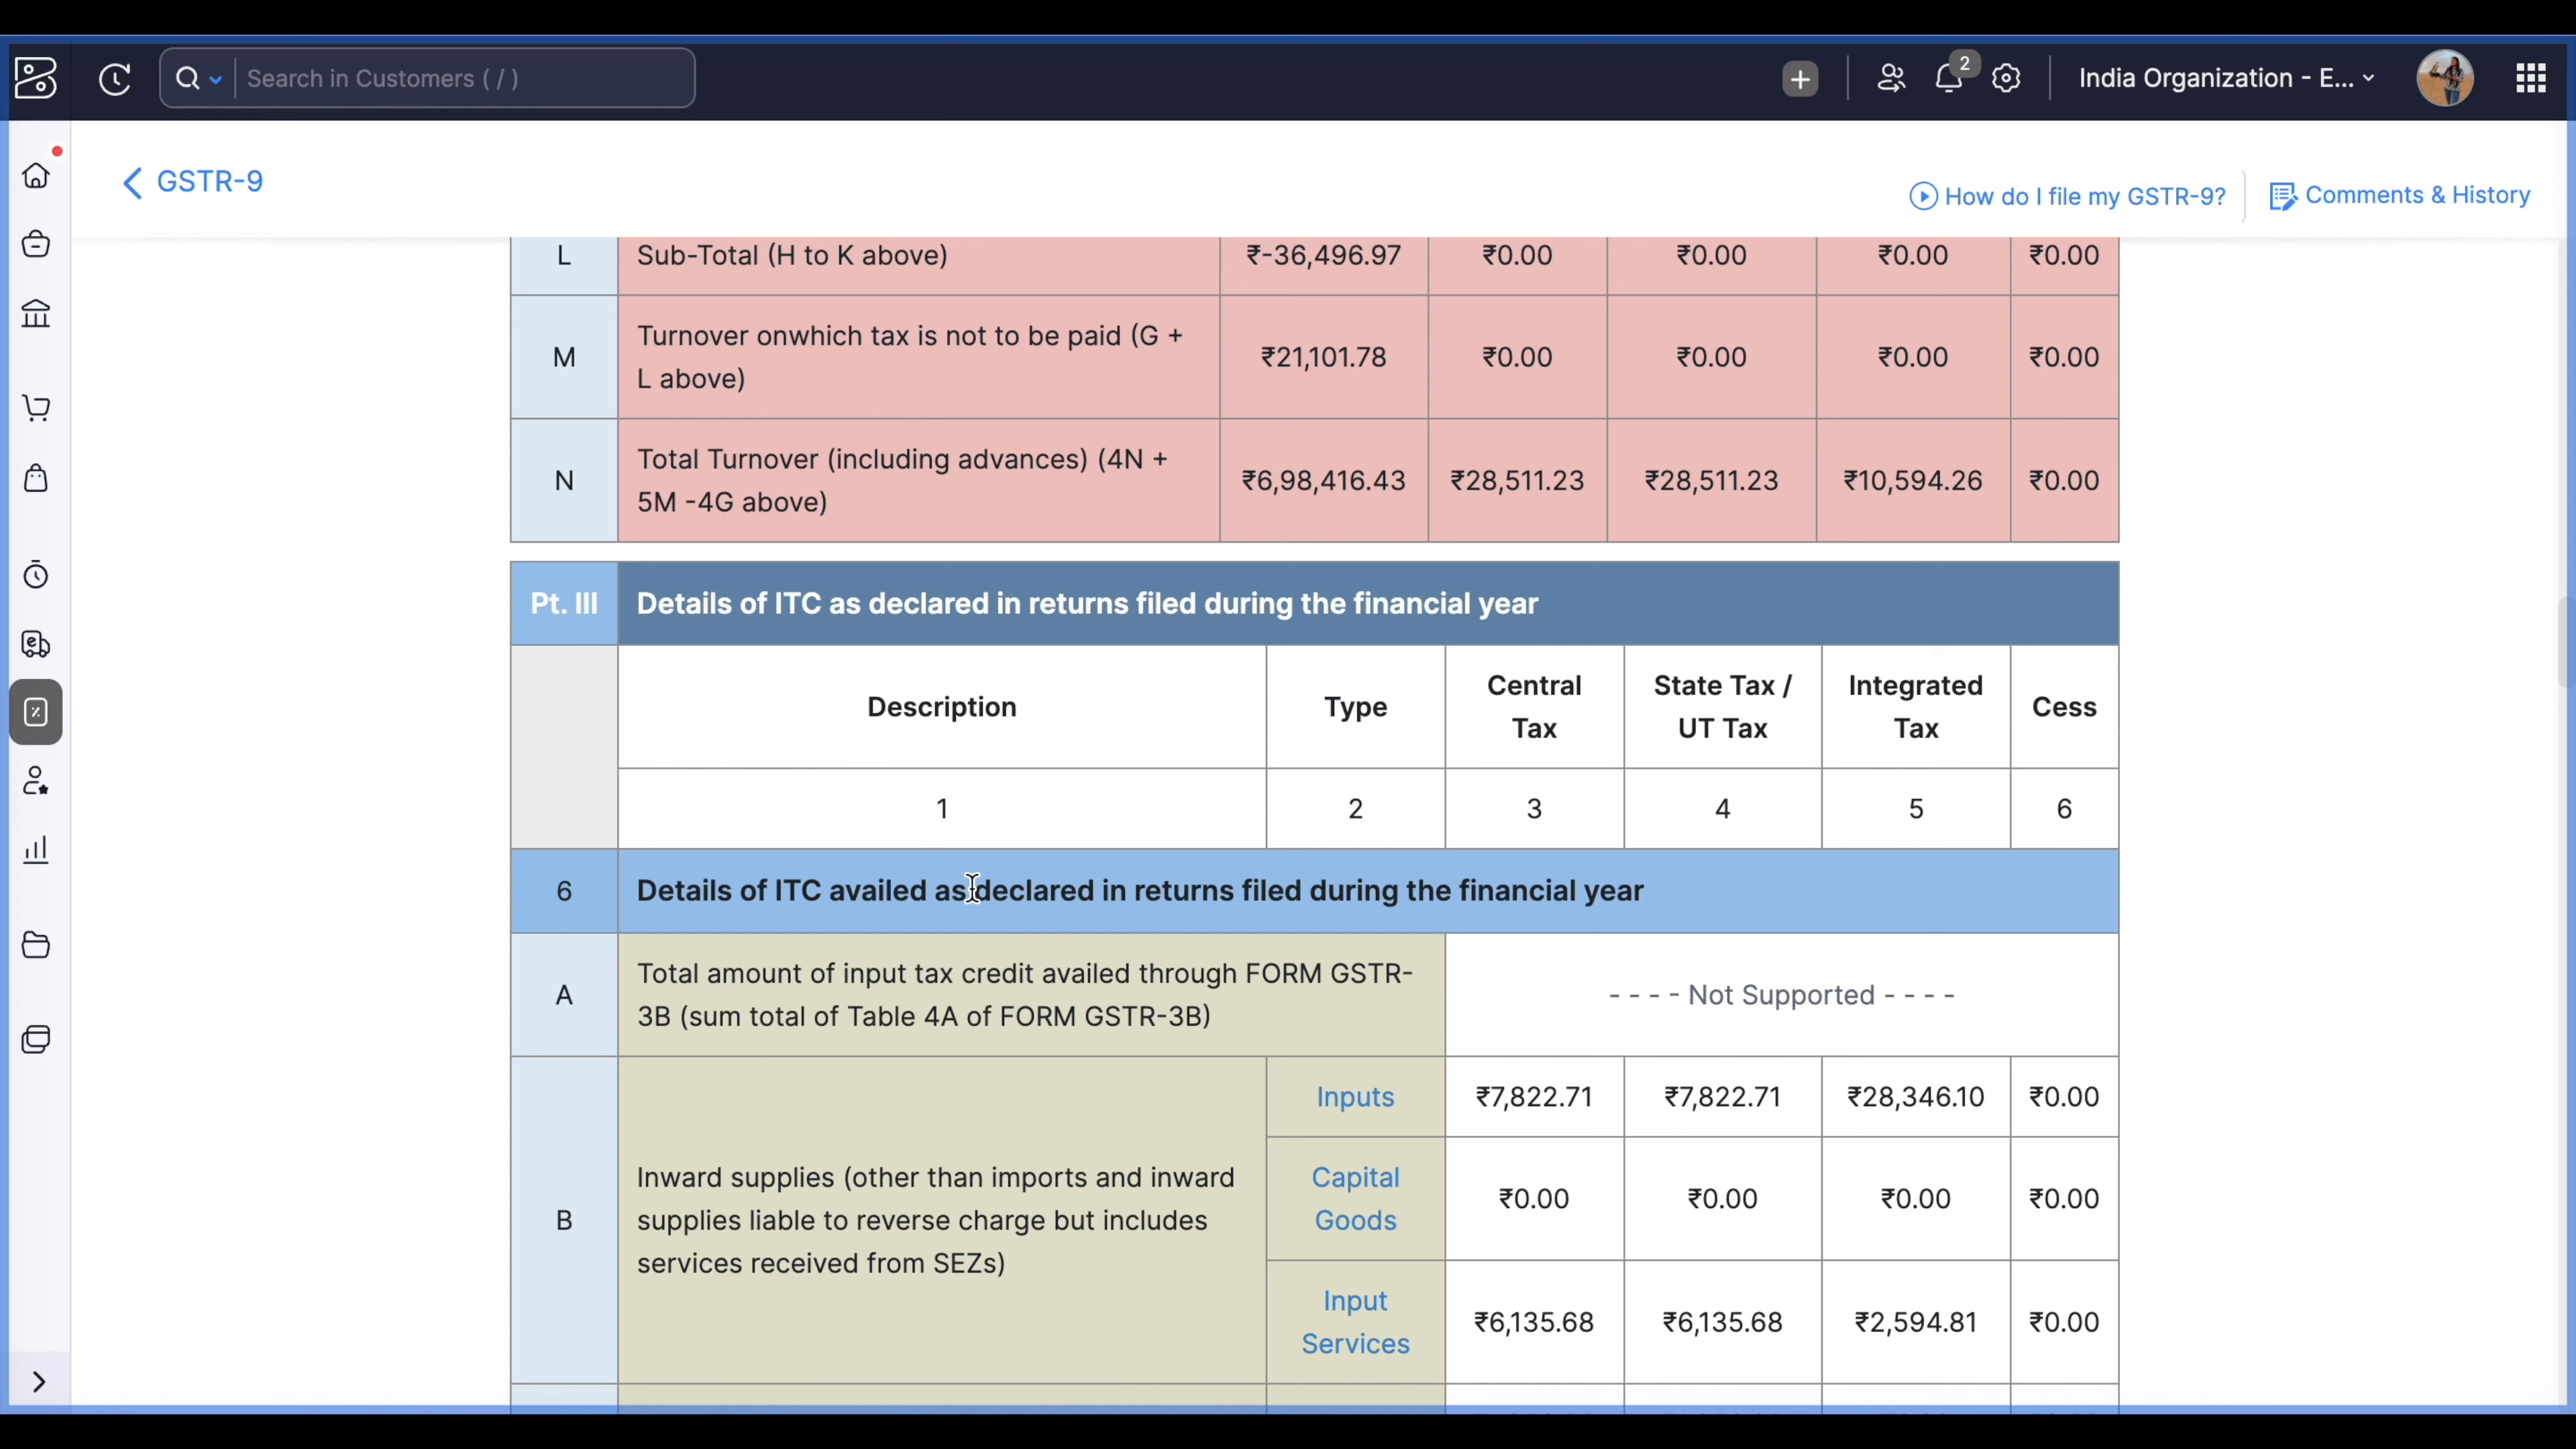 Search in Customers ( / )
2
India Organization - E...
GSTR-9
How do I file my GSTR-9?
Comments & History
L Sub-Total (H to K above) ₹-36,496.97 ₹0.00 ₹0.00 ₹0.00 ₹0.00
M Turnover onwhich tax is not to be paid (G +
L above) ₹21,101.78 ₹0.00 ₹0.00 ₹0.00 ₹0.00
N Total Turnover (including advances) (4N +
5M -4G above) ₹6,98,416.43 ₹28,511.23 ₹28,511.23 ₹10,594.26 ₹0.00
Pt. III Details of ITC as declared in returns filed during the financial year
Description Type Central
Tax State Tax /
UT Tax Integrated
Tax Cess
1 2 3 4 5 6
6 Details of ITC availed as declared in returns filed during the financial year
A Total amount of input tax credit availed through FORM GSTR-
3B (sum total of Table 4A of FORM GSTR-3B) - - - - Not Supported - - - -
B Inward supplies (other than imports and inward
supplies liable to reverse charge but includes
services received from SEZs)
Inputs ₹7,822.71 ₹7,822.71 ₹28,346.10 ₹0.00
Capital
Goods ₹0.00 ₹0.00 ₹0.00 ₹0.00
Input
Services ₹6,135.68 ₹6,135.68 ₹2,594.81 ₹0.00